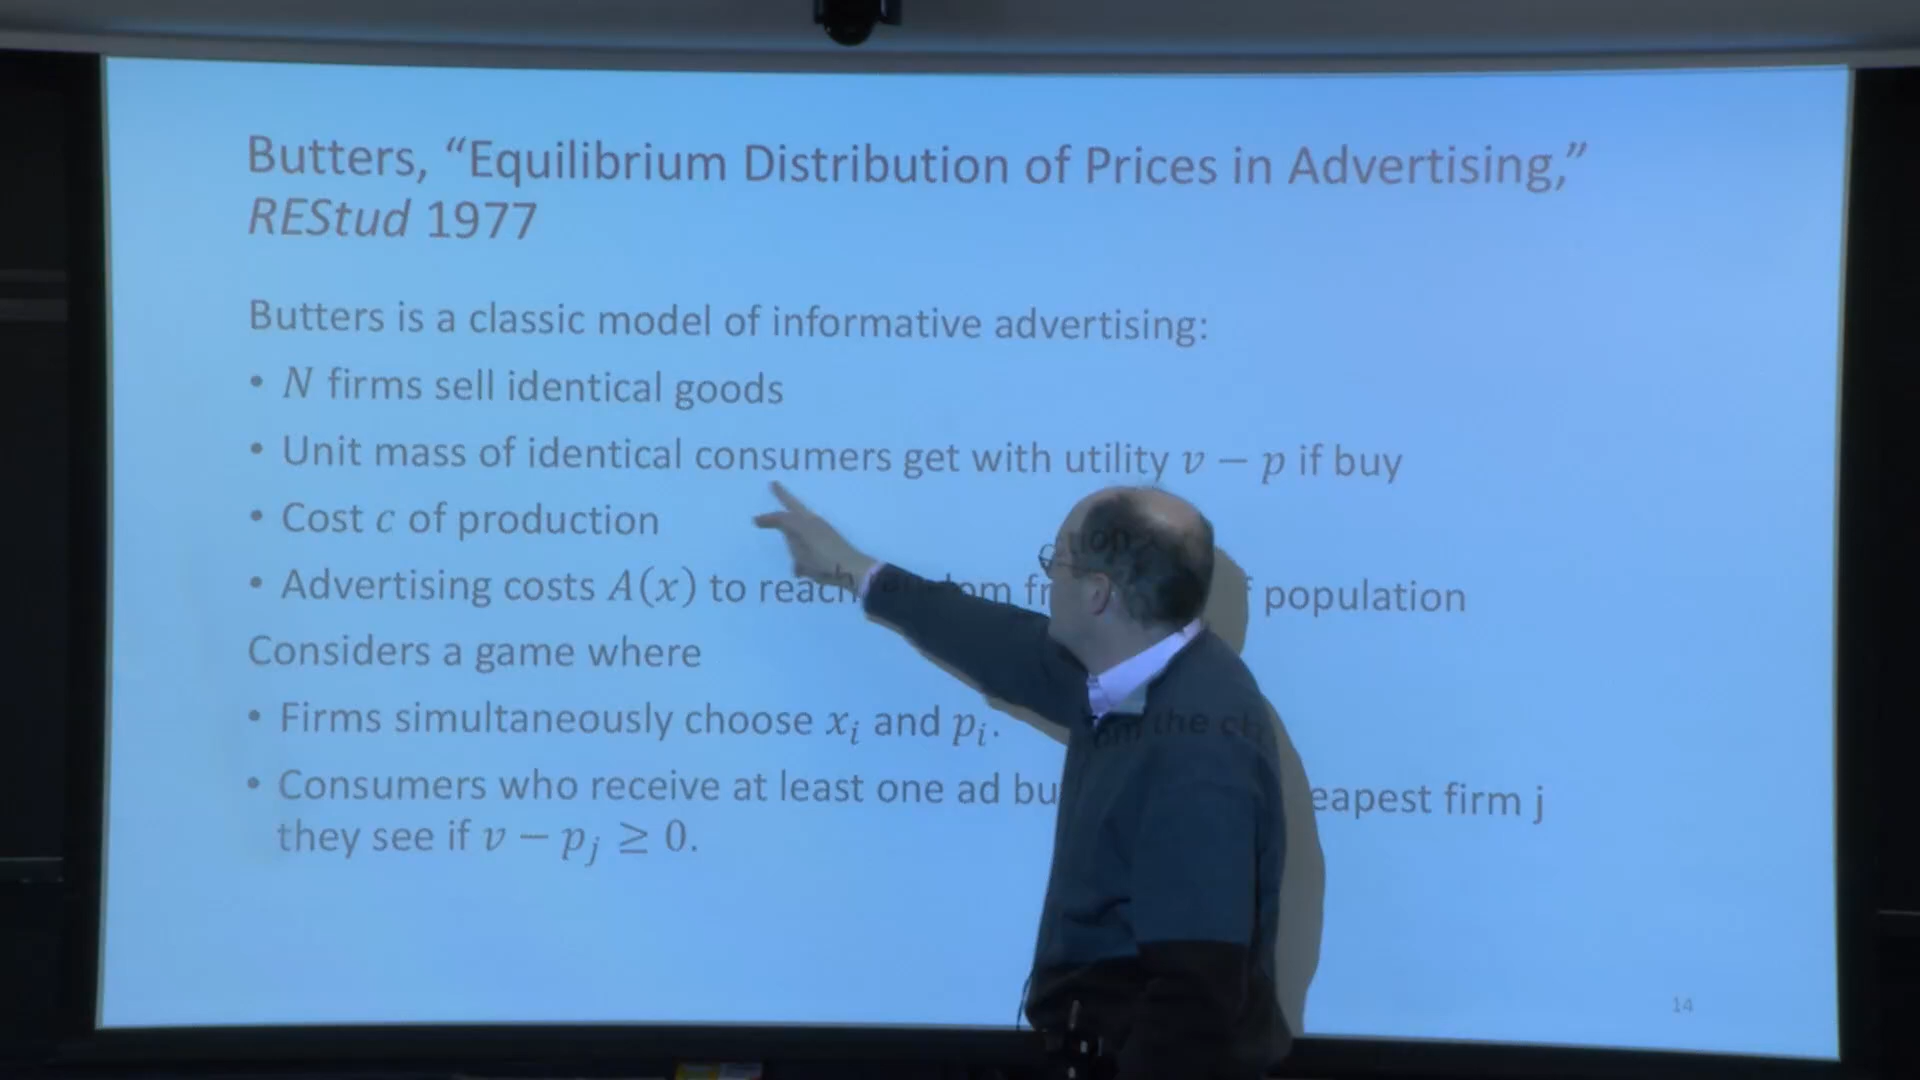 Butters, “Equilibrium Distribution of Prices in Advertising,”
REStud 1977
Butters is a classic model of informative advertising:
• N firms sell identical goods
• Unit mass of identical consumers get with utility v − p if buy
• Cost c of production
• Advertising costs A(x) to reach population
Considers a game where
• Firms simultaneously choose xᵢ and pᵢ.
• Consumers who receive at least one ad firm j
they see if v − pⱼ ≥ 0.
14